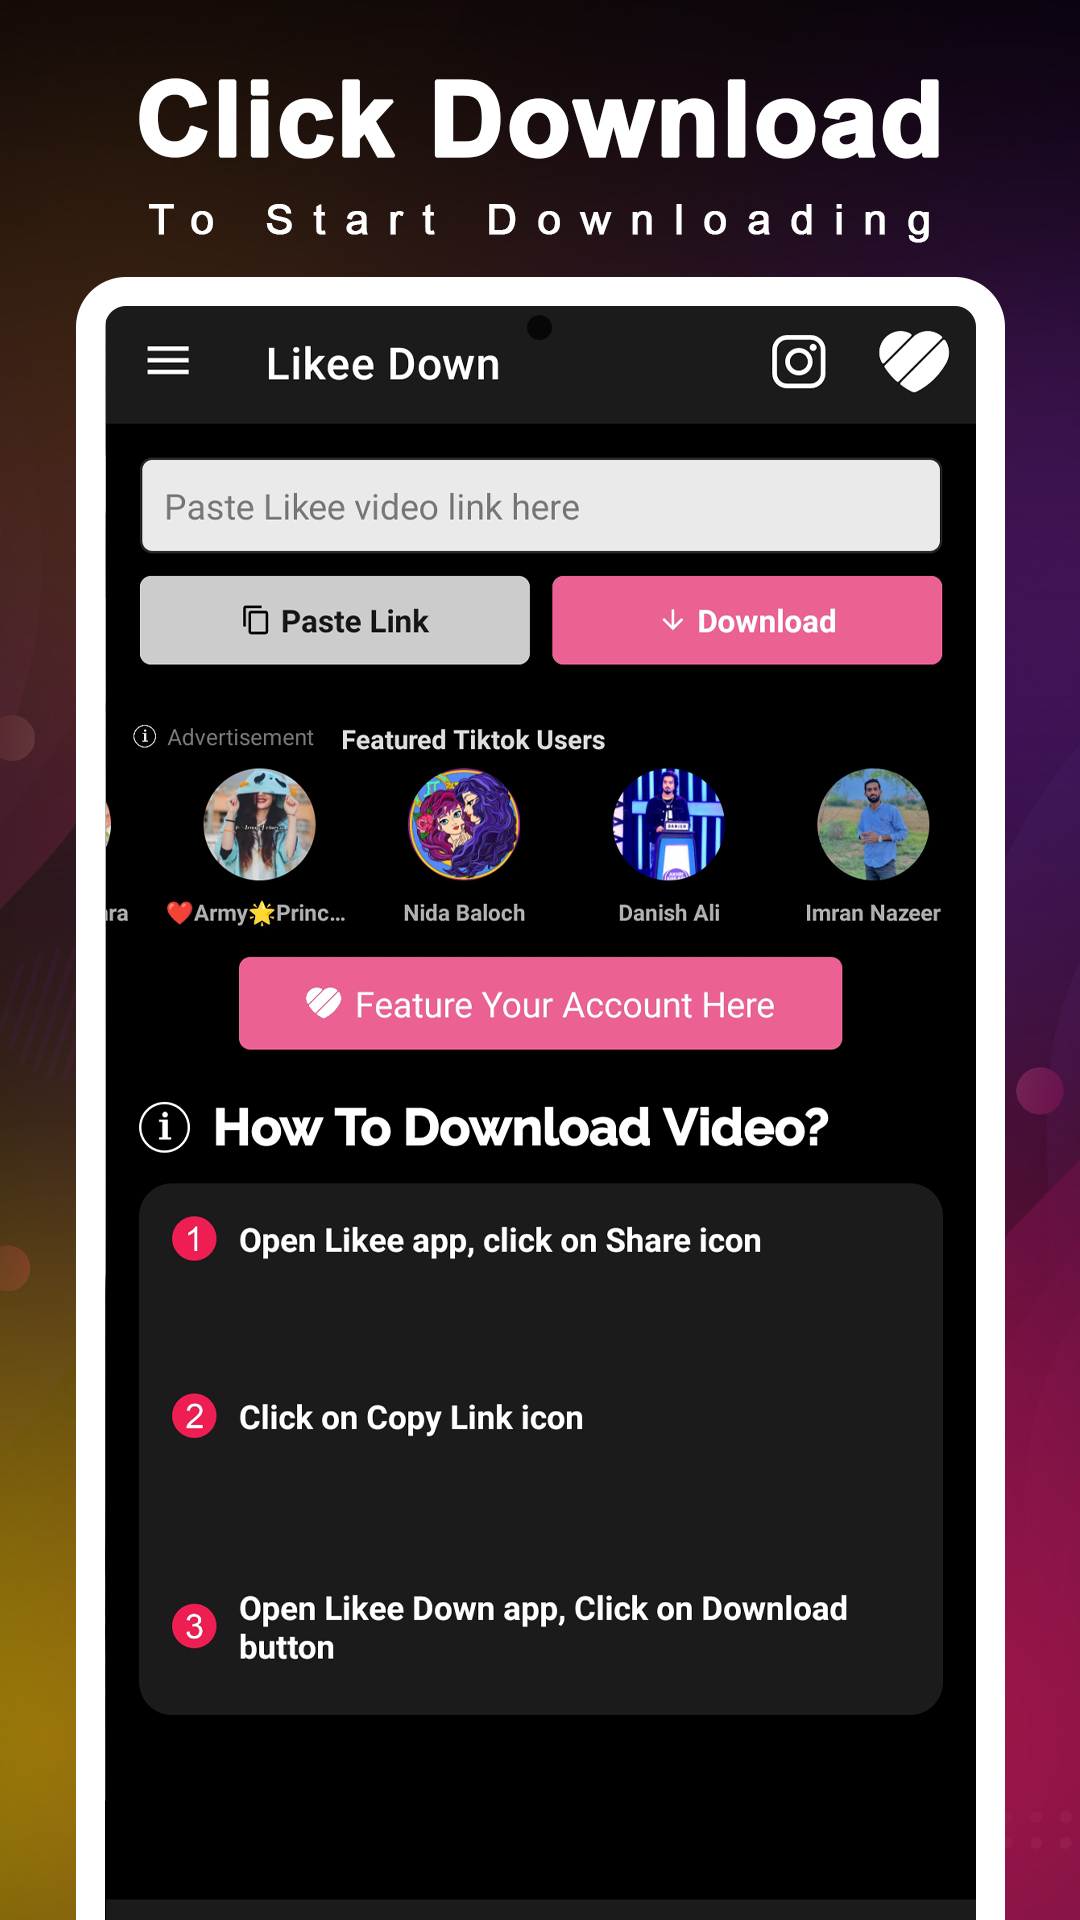 Click Download
To Start Downloading
Likee Down
Paste Likee video link here
Paste Link
Download
Advertisement
Featured Tiktok Users
ara
❤️Army🌟Princ...
Nida Baloch
Danish Ali
Imran Nazeer
Feature Your Account Here
How To Download Video?
1 Open Likee app, click on Share icon
2 Click on Copy Link icon
3 Open Likee Down app, Click on Download
button